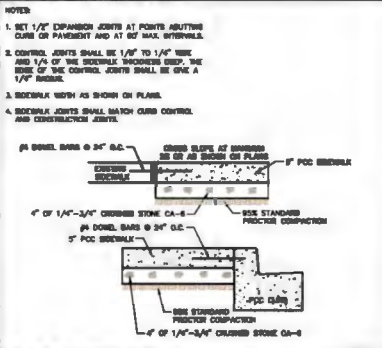 NOTES:
1. SET 1/2" EXPANSION JOINTS AT POINTS ABUTTING
CURB OR PAVEMENT AND AT 60' MAX. INTERVALS.
2. CONTROL JOINTS SHALL BE 1/8" TO 1/4" WIDE
AND 1/4 OF THE SIDEWALK THICKNESS DEEP, THE
EDGE OF THE CONTROL JOINTS SHALL BE GIVE A
1/4" RADIUS.
3. SIDEWALK WIDTH AS SHOWN ON PLANS.
4. SIDEWALK JOINTS SHALL MATCH CURB CONTROL
AND CONSTRUCTION JOINTS.
#4 DOWEL BARS @ 24" O.C.
CROSS SLOPE AT MAXIMUM
2% OR AS SHOWN ON PLANS
EXISTING
SIDEWALK
5" PCC SIDEWALK
4" OF 1/4"-3/4" CRUSHED STONE CA-6
95% STANDARD
PROCTOR COMPACTION
#4 DOWEL BARS @ 24" O.C.
5" PCC SIDEWALK
PCC CURB
95% STANDARD
PROCTOR COMPACTION
4" OF 1/4"-3/4" CRUSHED STONE CA-6